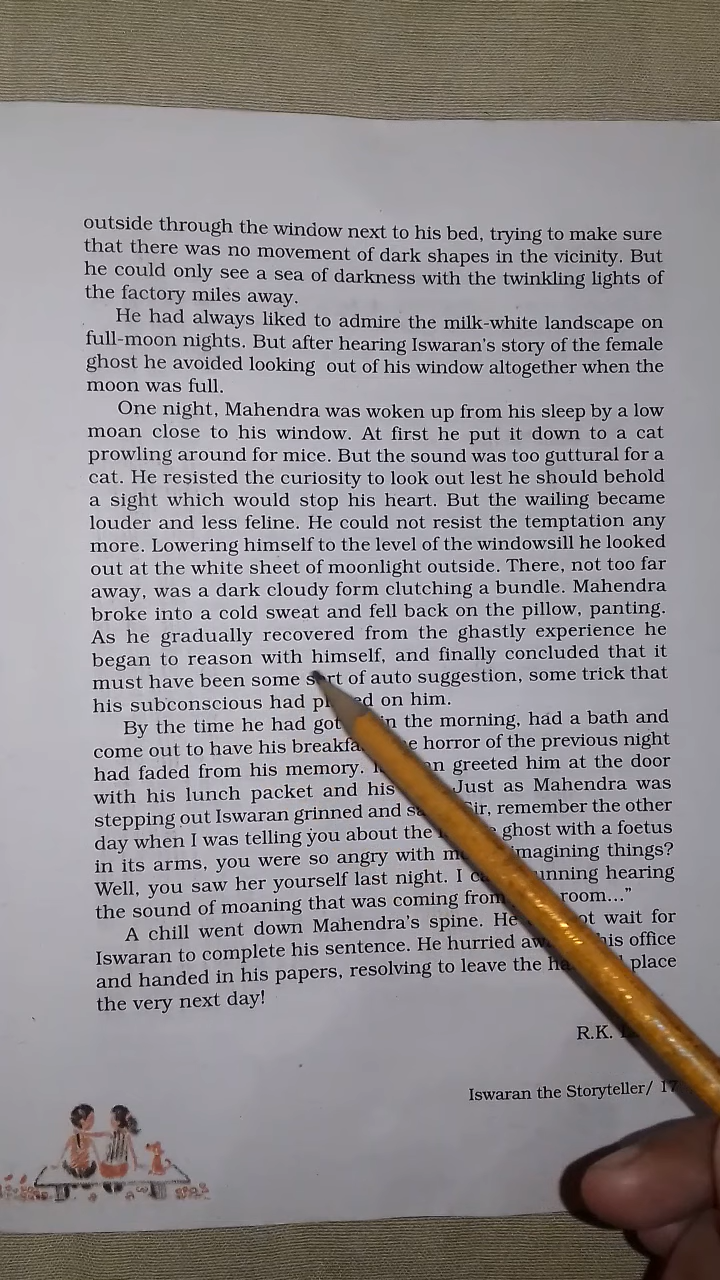 outside through the window next to his bed, trying to make sure
that there was no movement of dark shapes in the vicinity. But
he could only see a sea of darkness with the twinkling lights of
the factory miles away.
He had always liked to admire the milk-white landscape on
full-moon nights. But after hearing Iswaran's story of the female
ghost he avoided looking out of his window altogether when the
moon was full.
One night, Mahendra was woken up from his sleep by a low
moan close to his window. At first he put it down to a cat
prowling around for mice. But the sound was too guttural for a
cat. He resisted the curiosity to look out lest he should behold
a sight which would stop his heart. But the wailing became
louder and less feline. He could not resist the temptation any
more. Lowering himself to the level of the windowsill he looked
out at the white sheet of moonlight outside. There, not too far
away, was a dark cloudy form clutching a bundle. Mahendra
broke into a cold sweat and fell back on the pillow, panting.
As he gradually recovered from the ghastly experience he
began to reason with himself, and finally concluded that it
must have been some sort of auto suggestion, some trick that
his subconscious had on him.
By the time he had got in the morning, had a bath and
come out to have his horror of the previous night
had faded from his memory. greeted him at the door
with his lunch packet and his Just as Mahendra was
stepping out Iswaran grinned and remember the other
day when I was telling you about the ghost with a foetus
in its arms, you were so angry with imagining things?
Well, you saw her yourself last night. I hearing
the sound of moaning that was coming from room..."
A chill went down Mahendra's spine. He wait for
Iswaran to complete his sentence. He hurried his office
and handed in his papers, resolving to leave the place
the very next day!
R.K.
Iswaran the Storyteller/ 17